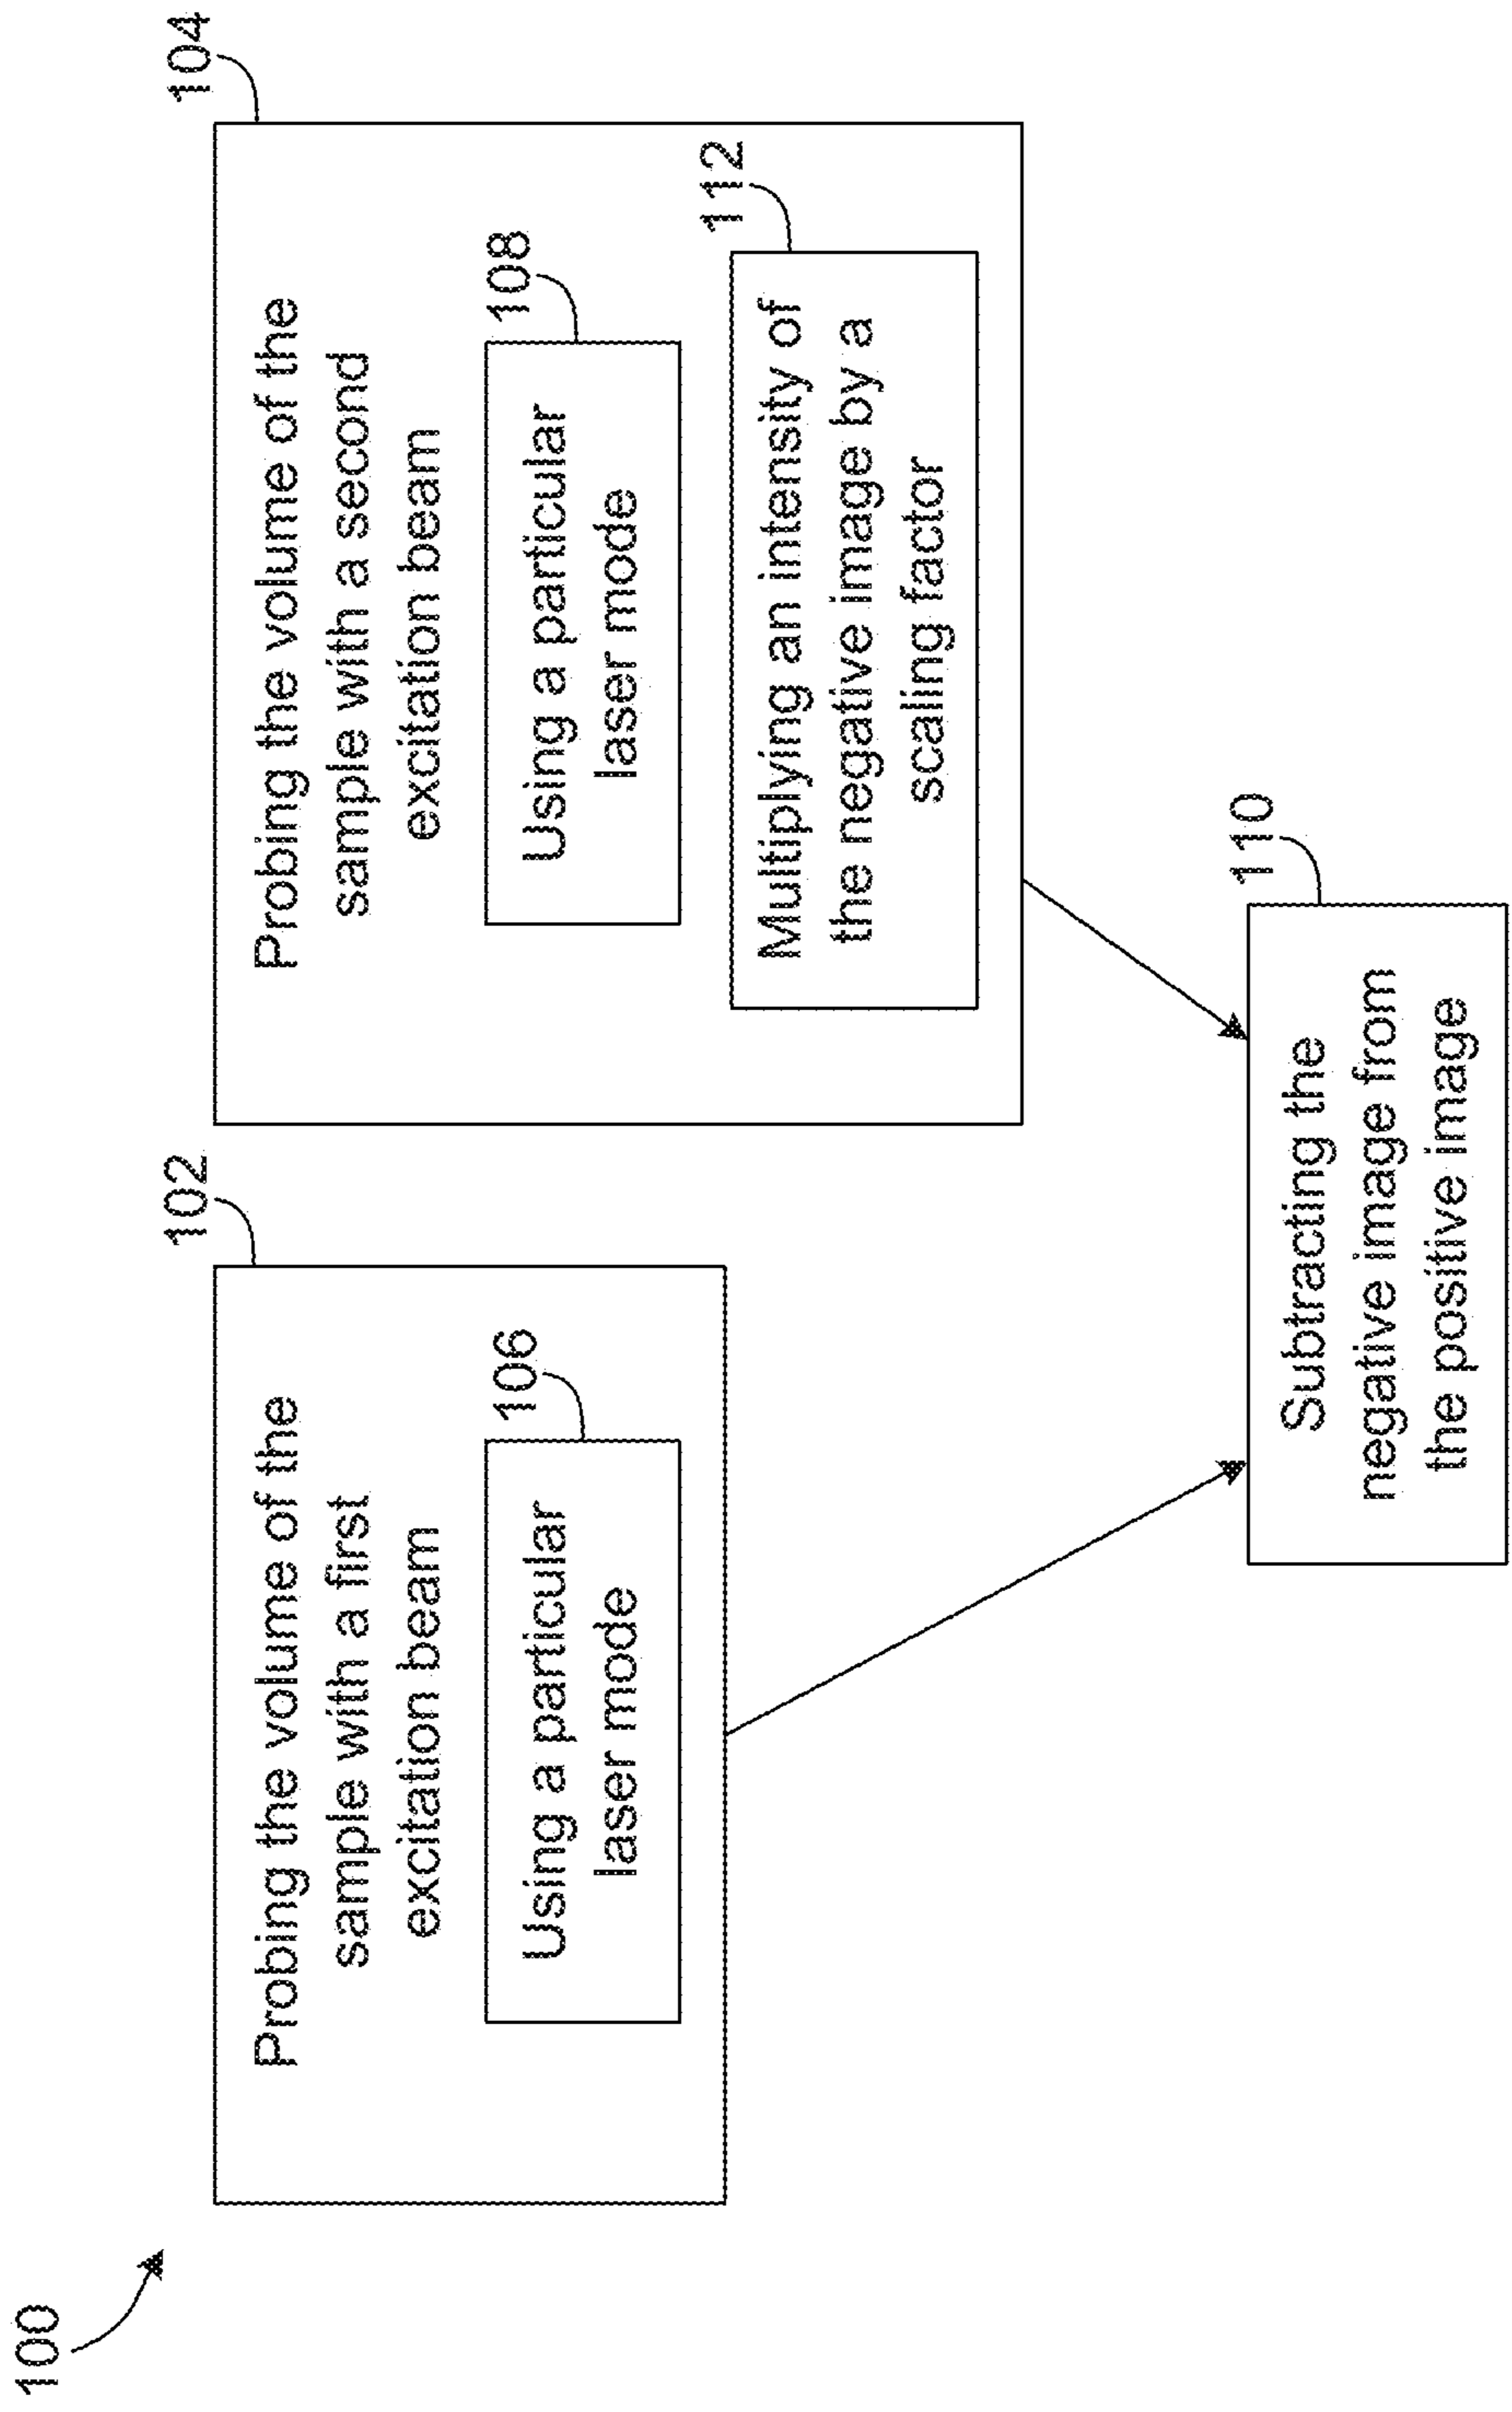 100
102
Probing the volume of the
sample with a first
excitation beam
106
Using a particular
laser mode
104
Probing the volume of the
sample with a second
excitation beam
108
Using a particular
laser mode
112
Multiplying an intensity of
the negative image by a
scaling factor
110
Subtracting the
negative image from
the positive image